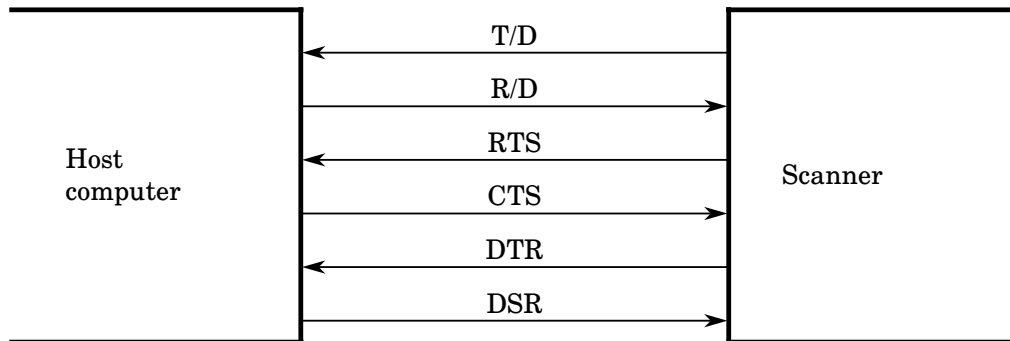 T/D
R/D
RTS
Host
computer
Scanner
CTS
DTR
DSR